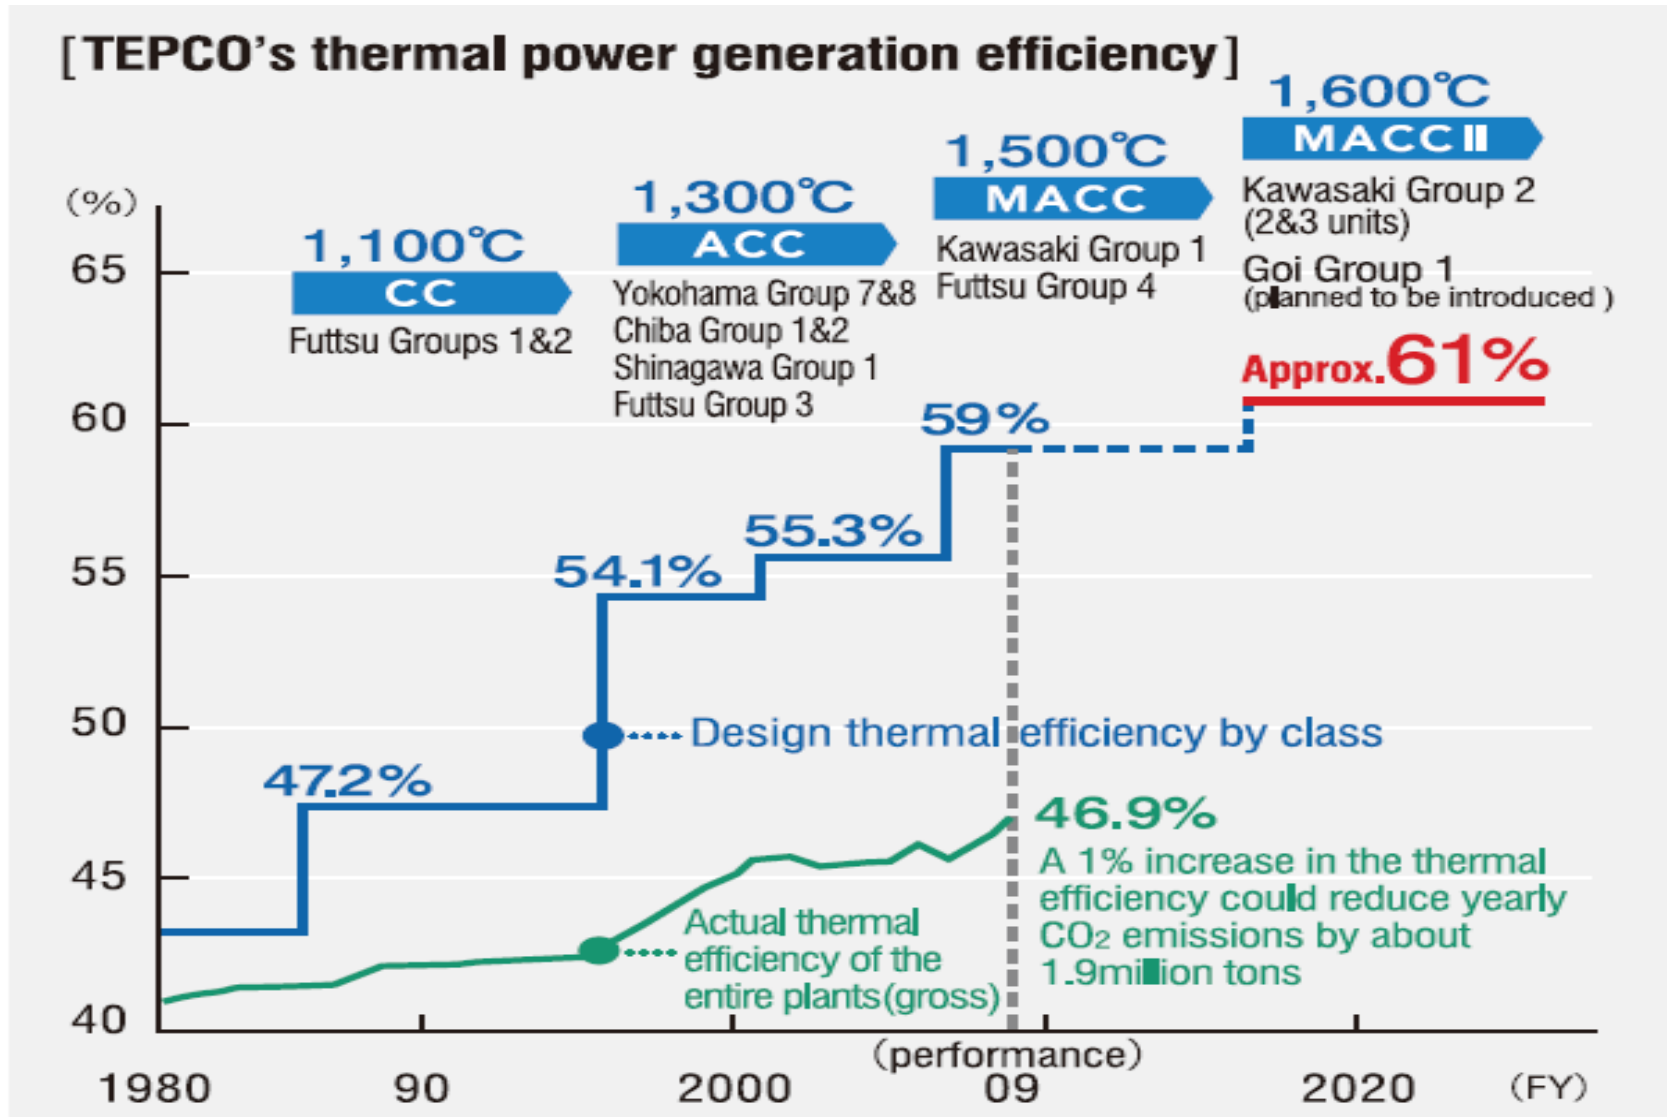 [TEPCO's thermal power generation efficiency]
1,600℃
MACCⅡ
Kawasaki Group 2
(2&3 units)
Goi Group 1
(planned to be introduced )
Approx.61%
1,500℃
MACC
Kawasaki Group 1
Futtsu Group 4
1,300℃
ACC
Yokohama Group 7&8
Chiba Group 1&2
Shinagawa Group 1
Futtsu Group 3
1,100℃
CC
Futtsu Groups 1&2
(%)
65
60
55
50
45
40
59%
55.3%
54.1%
Design thermal efficiency by class
47.2%
46.9%
A 1% increase in the thermal
efficiency could reduce yearly
CO₂ emissions by about
1.9million tons
Actual thermal
efficiency of the
entire plants(gross)
(performance)
1980
90
2000
09
2020
(FY)